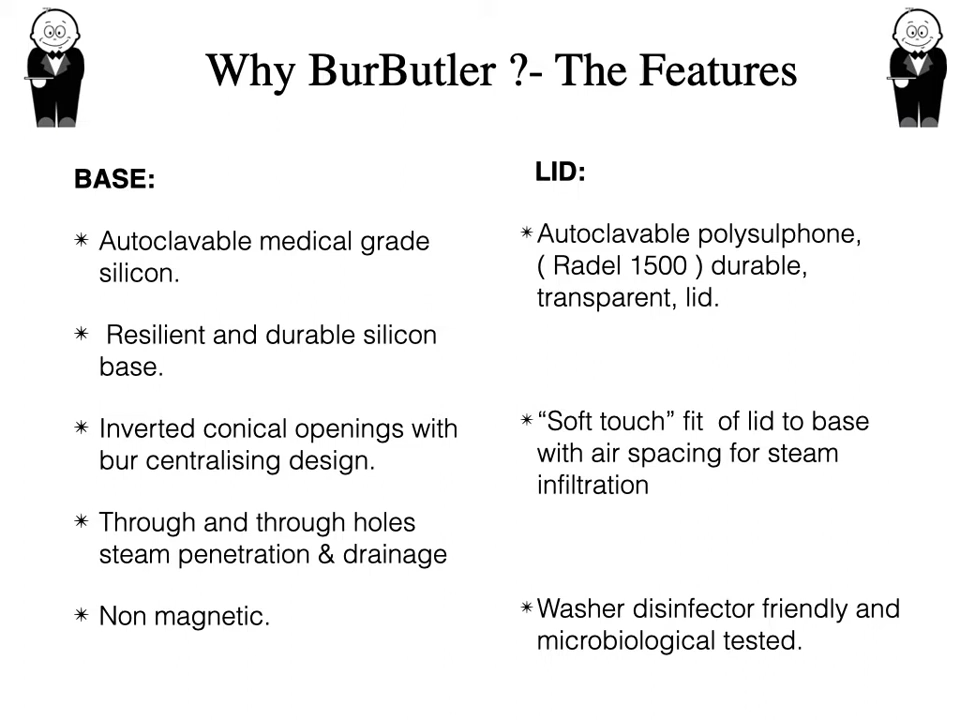 Why BurButler ?- The Features
BASE:
✴ Autoclavable medical grade
silicon.
✴ Resilient and durable silicon
base.
✴ Inverted conical openings with
bur centralising design.
✴ Through and through holes
steam penetration & drainage
✴ Non magnetic.
LID:
✴Autoclavable polysulphone,
( Radel 1500 ) durable,
transparent, lid.
✴“Soft touch” fit of lid to base
with air spacing for steam
infiltration
✴Washer disinfector friendly and
microbiological tested.